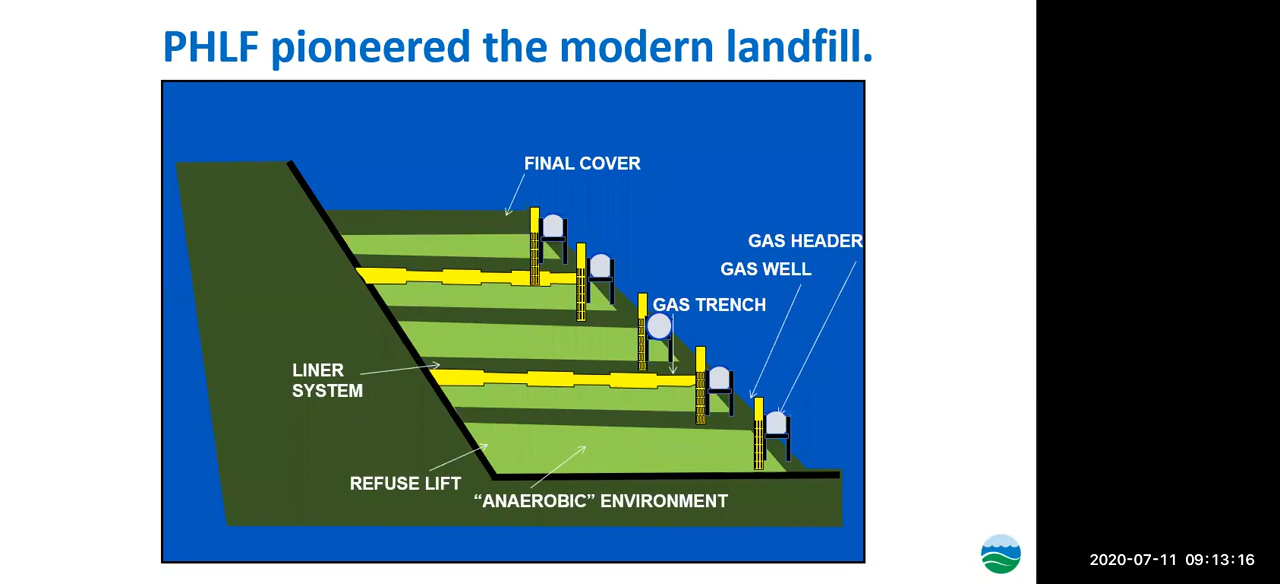 PHLF pioneered the modern landfill.
FINAL COVER
GAS HEADER
GAS WELL
GAS TRENCH
LINER
SYSTEM
REFUSE LIFT
“ANAEROBIC” ENVIRONMENT
2020-07-11 09:13:16